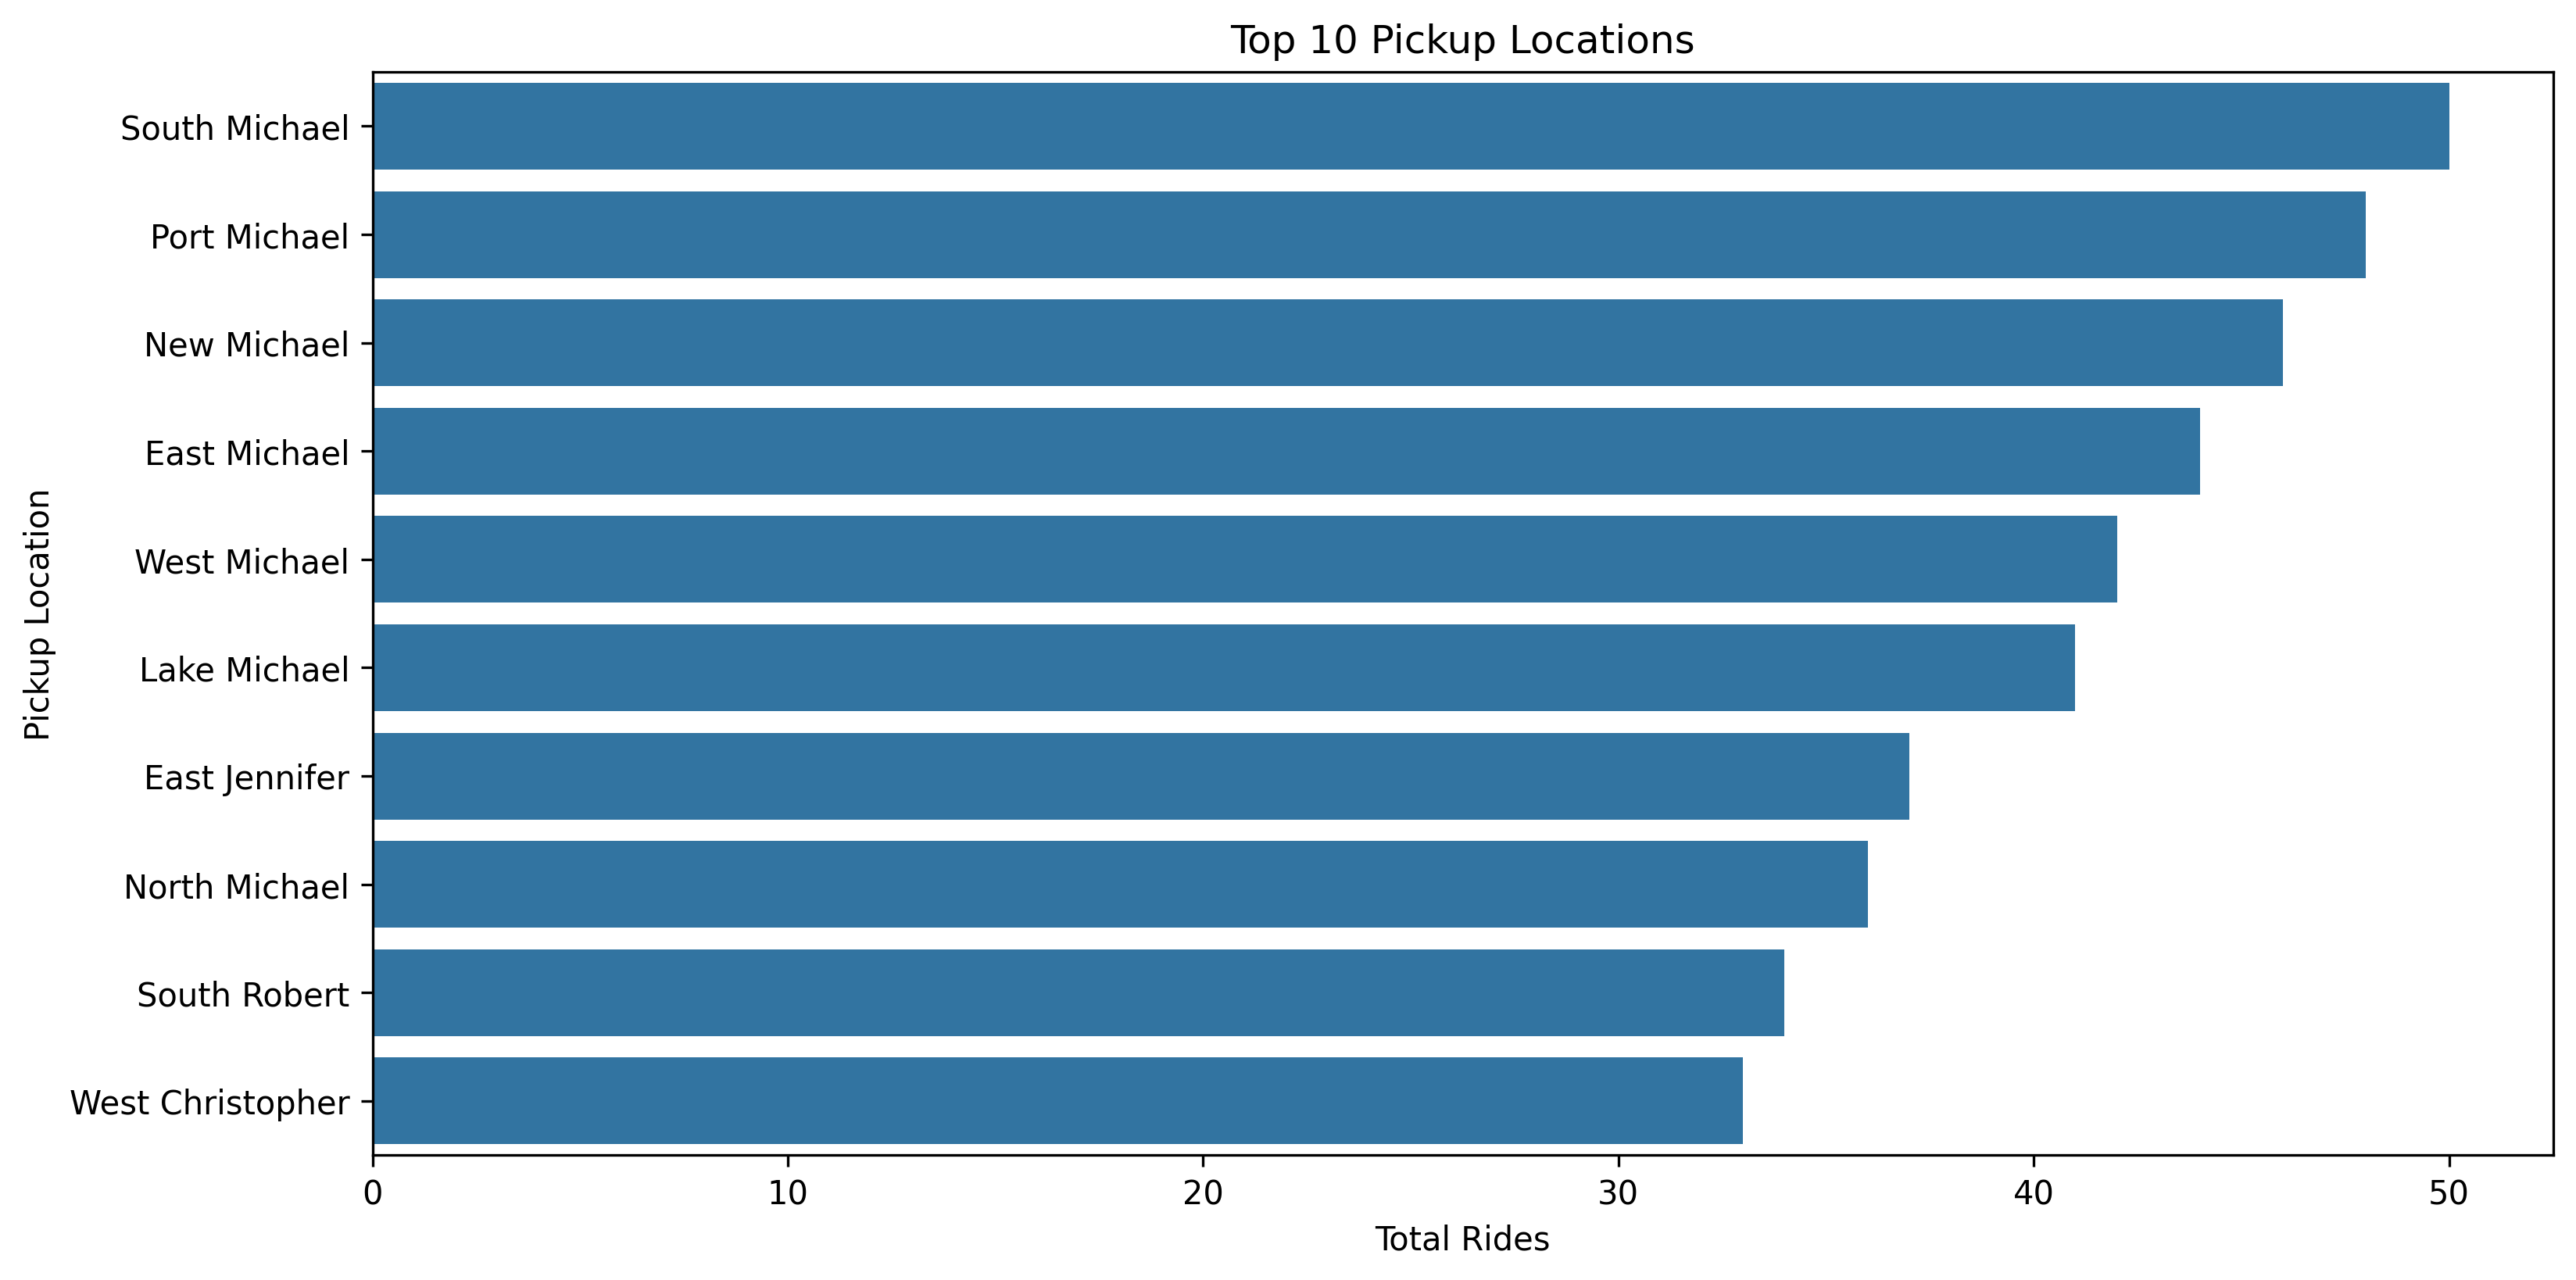 Top 10 Pickup Locations
Pickup Location
South Michael
Port Michael
New Michael
East Michael
West Michael
Lake Michael
East Jennifer
North Michael
South Robert
West Christopher
0 10 20 30 40 50
Total Rides